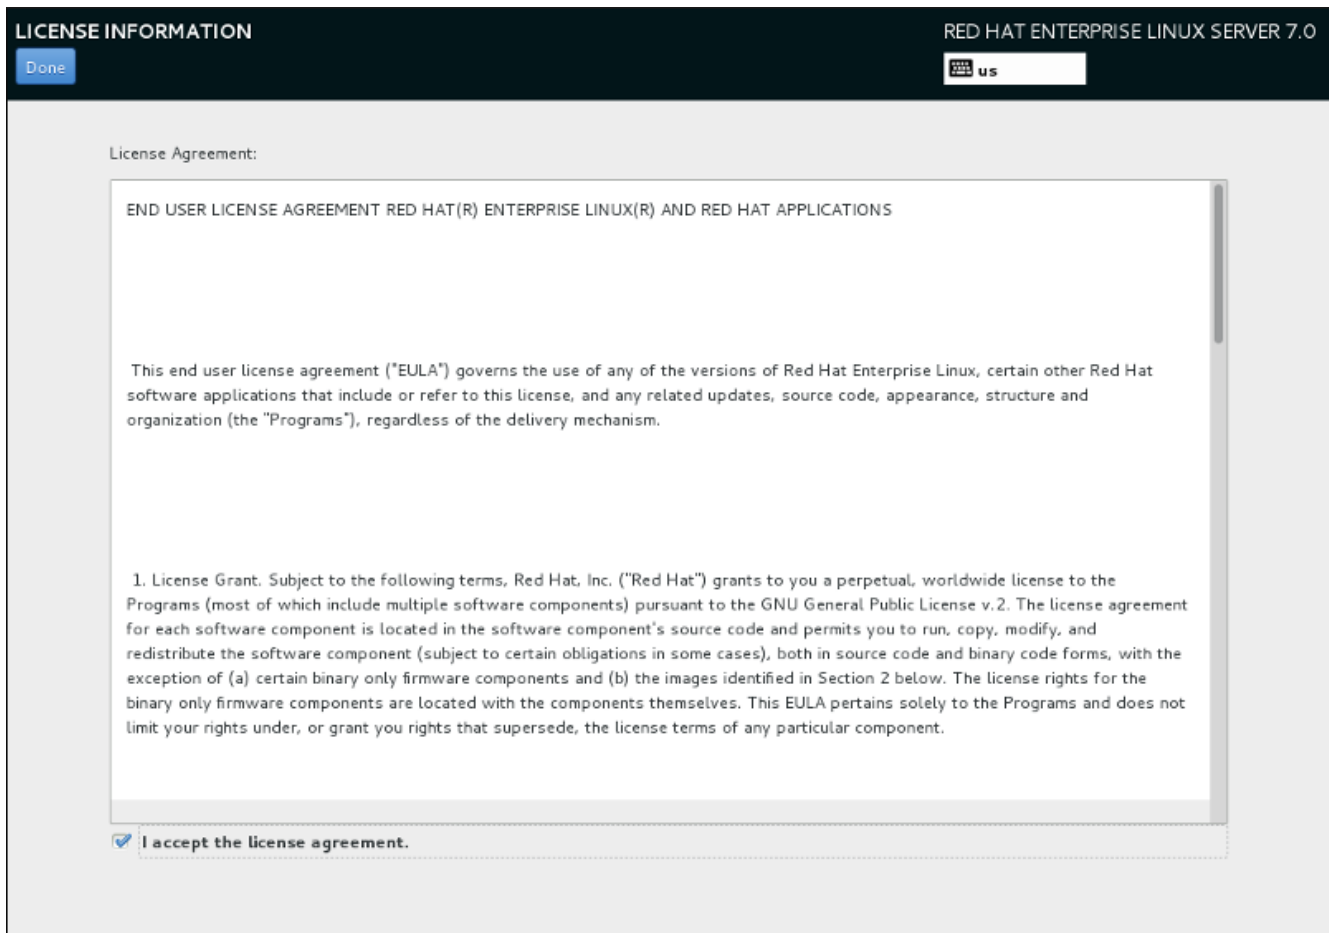 LICENSE INFORMATION
RED HAT ENTERPRISE LINUX SERVER 7.0
Done
us
License Agreement:
END USER LICENSE AGREEMENT RED HAT(R) ENTERPRISE LINUX(R) AND RED HAT APPLICATIONS
This end user license agreement ("EULA") governs the use of any of the versions of Red Hat Enterprise Linux, certain other Red Hat
software applications that include or refer to this license, and any related updates, source code, appearance, structure and
organization (the "Programs"), regardless of the delivery mechanism.
1. License Grant. Subject to the following terms, Red Hat, Inc. ("Red Hat") grants to you a perpetual, worldwide license to the
Programs (most of which include multiple software components) pursuant to the GNU General Public License v.2. The license agreement
for each software component is located in the software component's source code and permits you to run, copy, modify, and
redistribute the software component (subject to certain obligations in some cases), both in source code and binary code forms, with the
exception of (a) certain binary only firmware components and (b) the images identified in Section 2 below. The license rights for the
binary only firmware components are located with the components themselves. This EULA pertains solely to the Programs and does not
limit your rights under, or grant you rights that supersede, the license terms of any particular component.
I accept the license agreement.